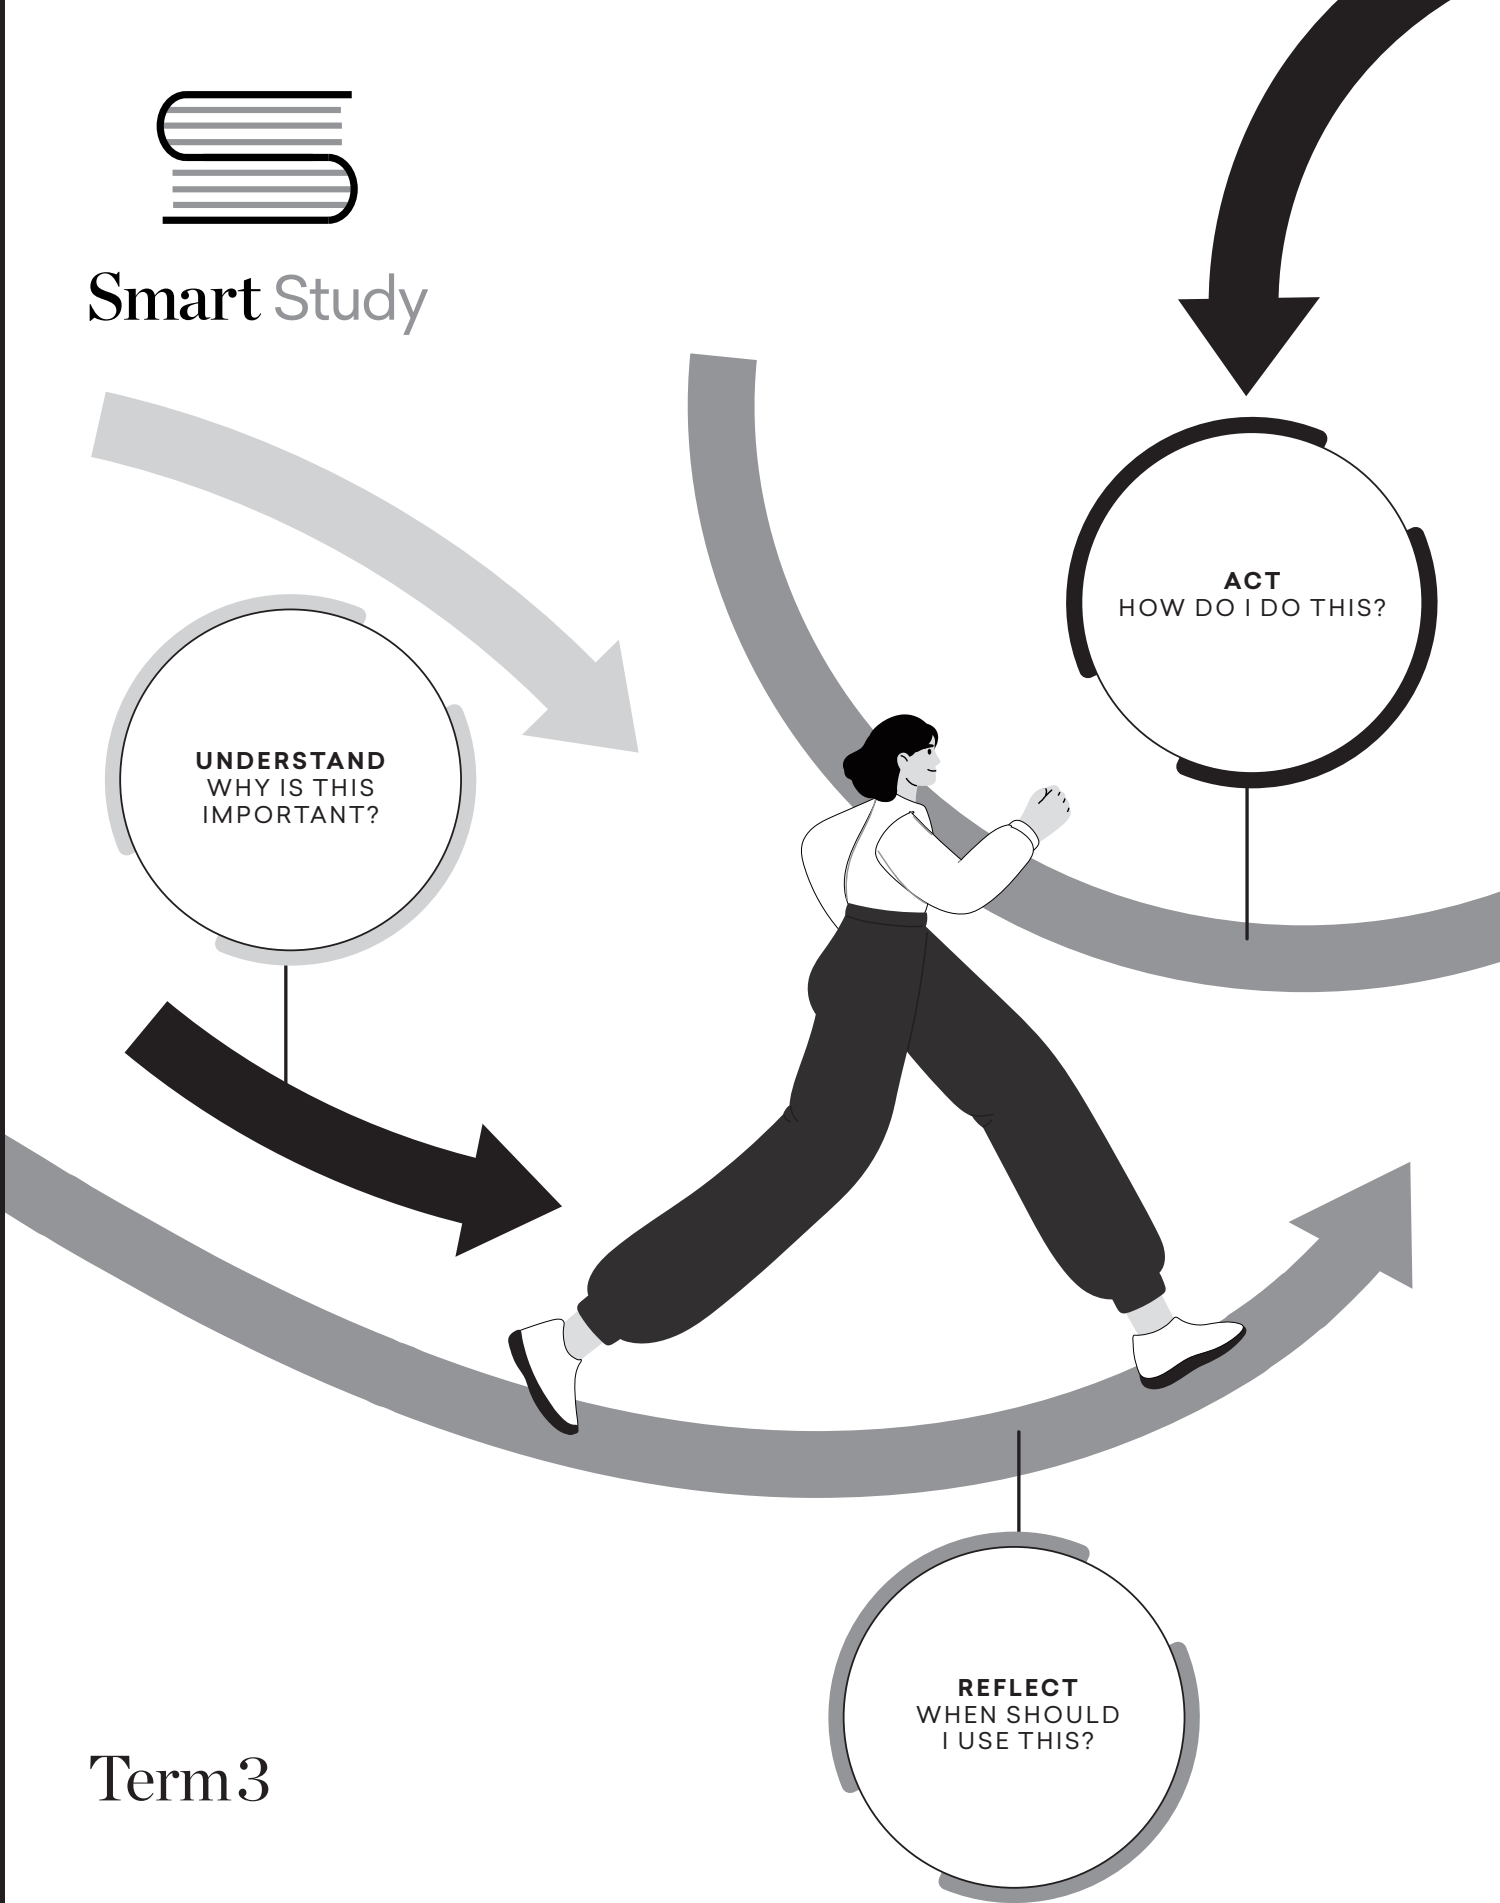 Smart Study
ACT
HOW DO I DO THIS?
UNDERSTAND
WHY IS THIS
IMPORTANT?
REFLECT
WHEN SHOULD
I USE THIS?
Term 3